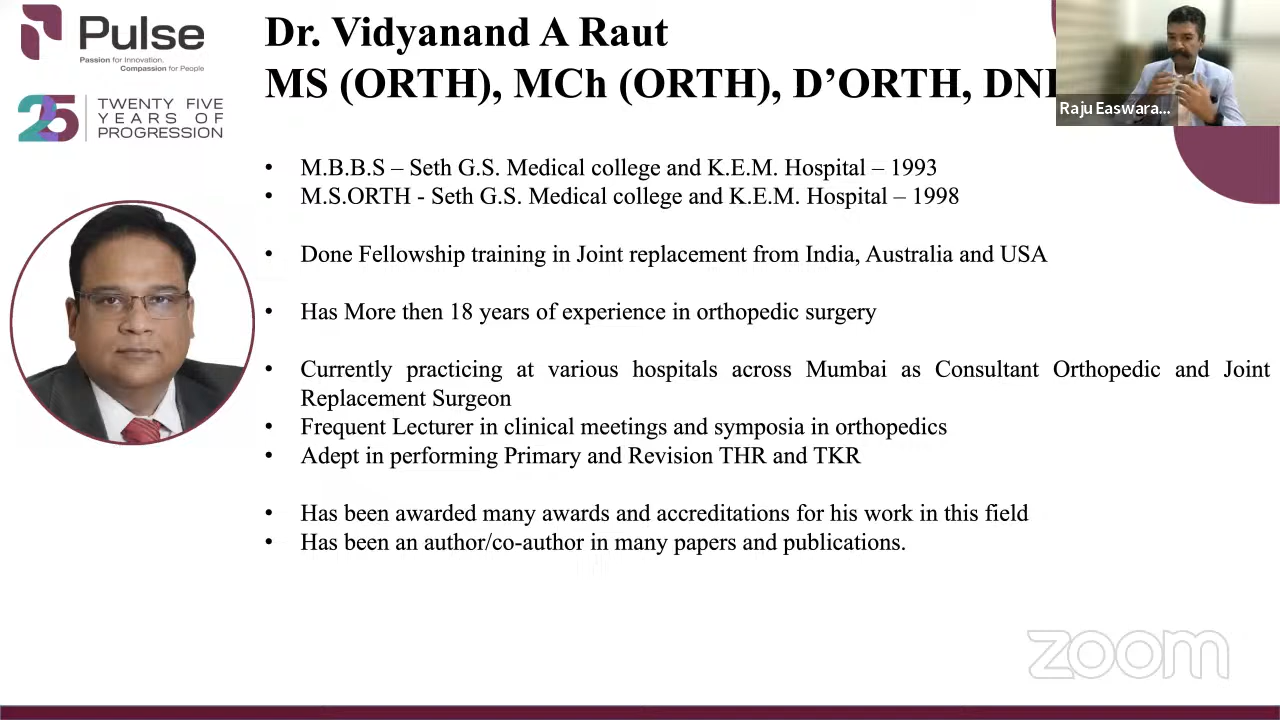 Pulse
Passion for Innovation.
Compassion for People
25
TWENTY FIVE
YEARS OF
PROGRESSION
Dr. Vidyanand A Raut
MS (ORTH), MCh (ORTH), D’ORTH,
Raju Easwara...
• M.B.B.S – Seth G.S. Medical college and K.E.M. Hospital – 1993
• M.S.ORTH - Seth G.S. Medical college and K.E.M. Hospital – 1998
• Done Fellowship training in Joint replacement from India, Australia and USA
• Has More then 18 years of experience in orthopedic surgery
• Currently practicing at various hospitals across Mumbai as Consultant Orthopedic and Joint
Replacement Surgeon
• Frequent Lecturer in clinical meetings and symposia in orthopedics
• Adept in performing Primary and Revision THR and TKR
• Has been awarded many awards and accreditations for his work in this field
• Has been an author/co-author in many papers and publications.
zoom